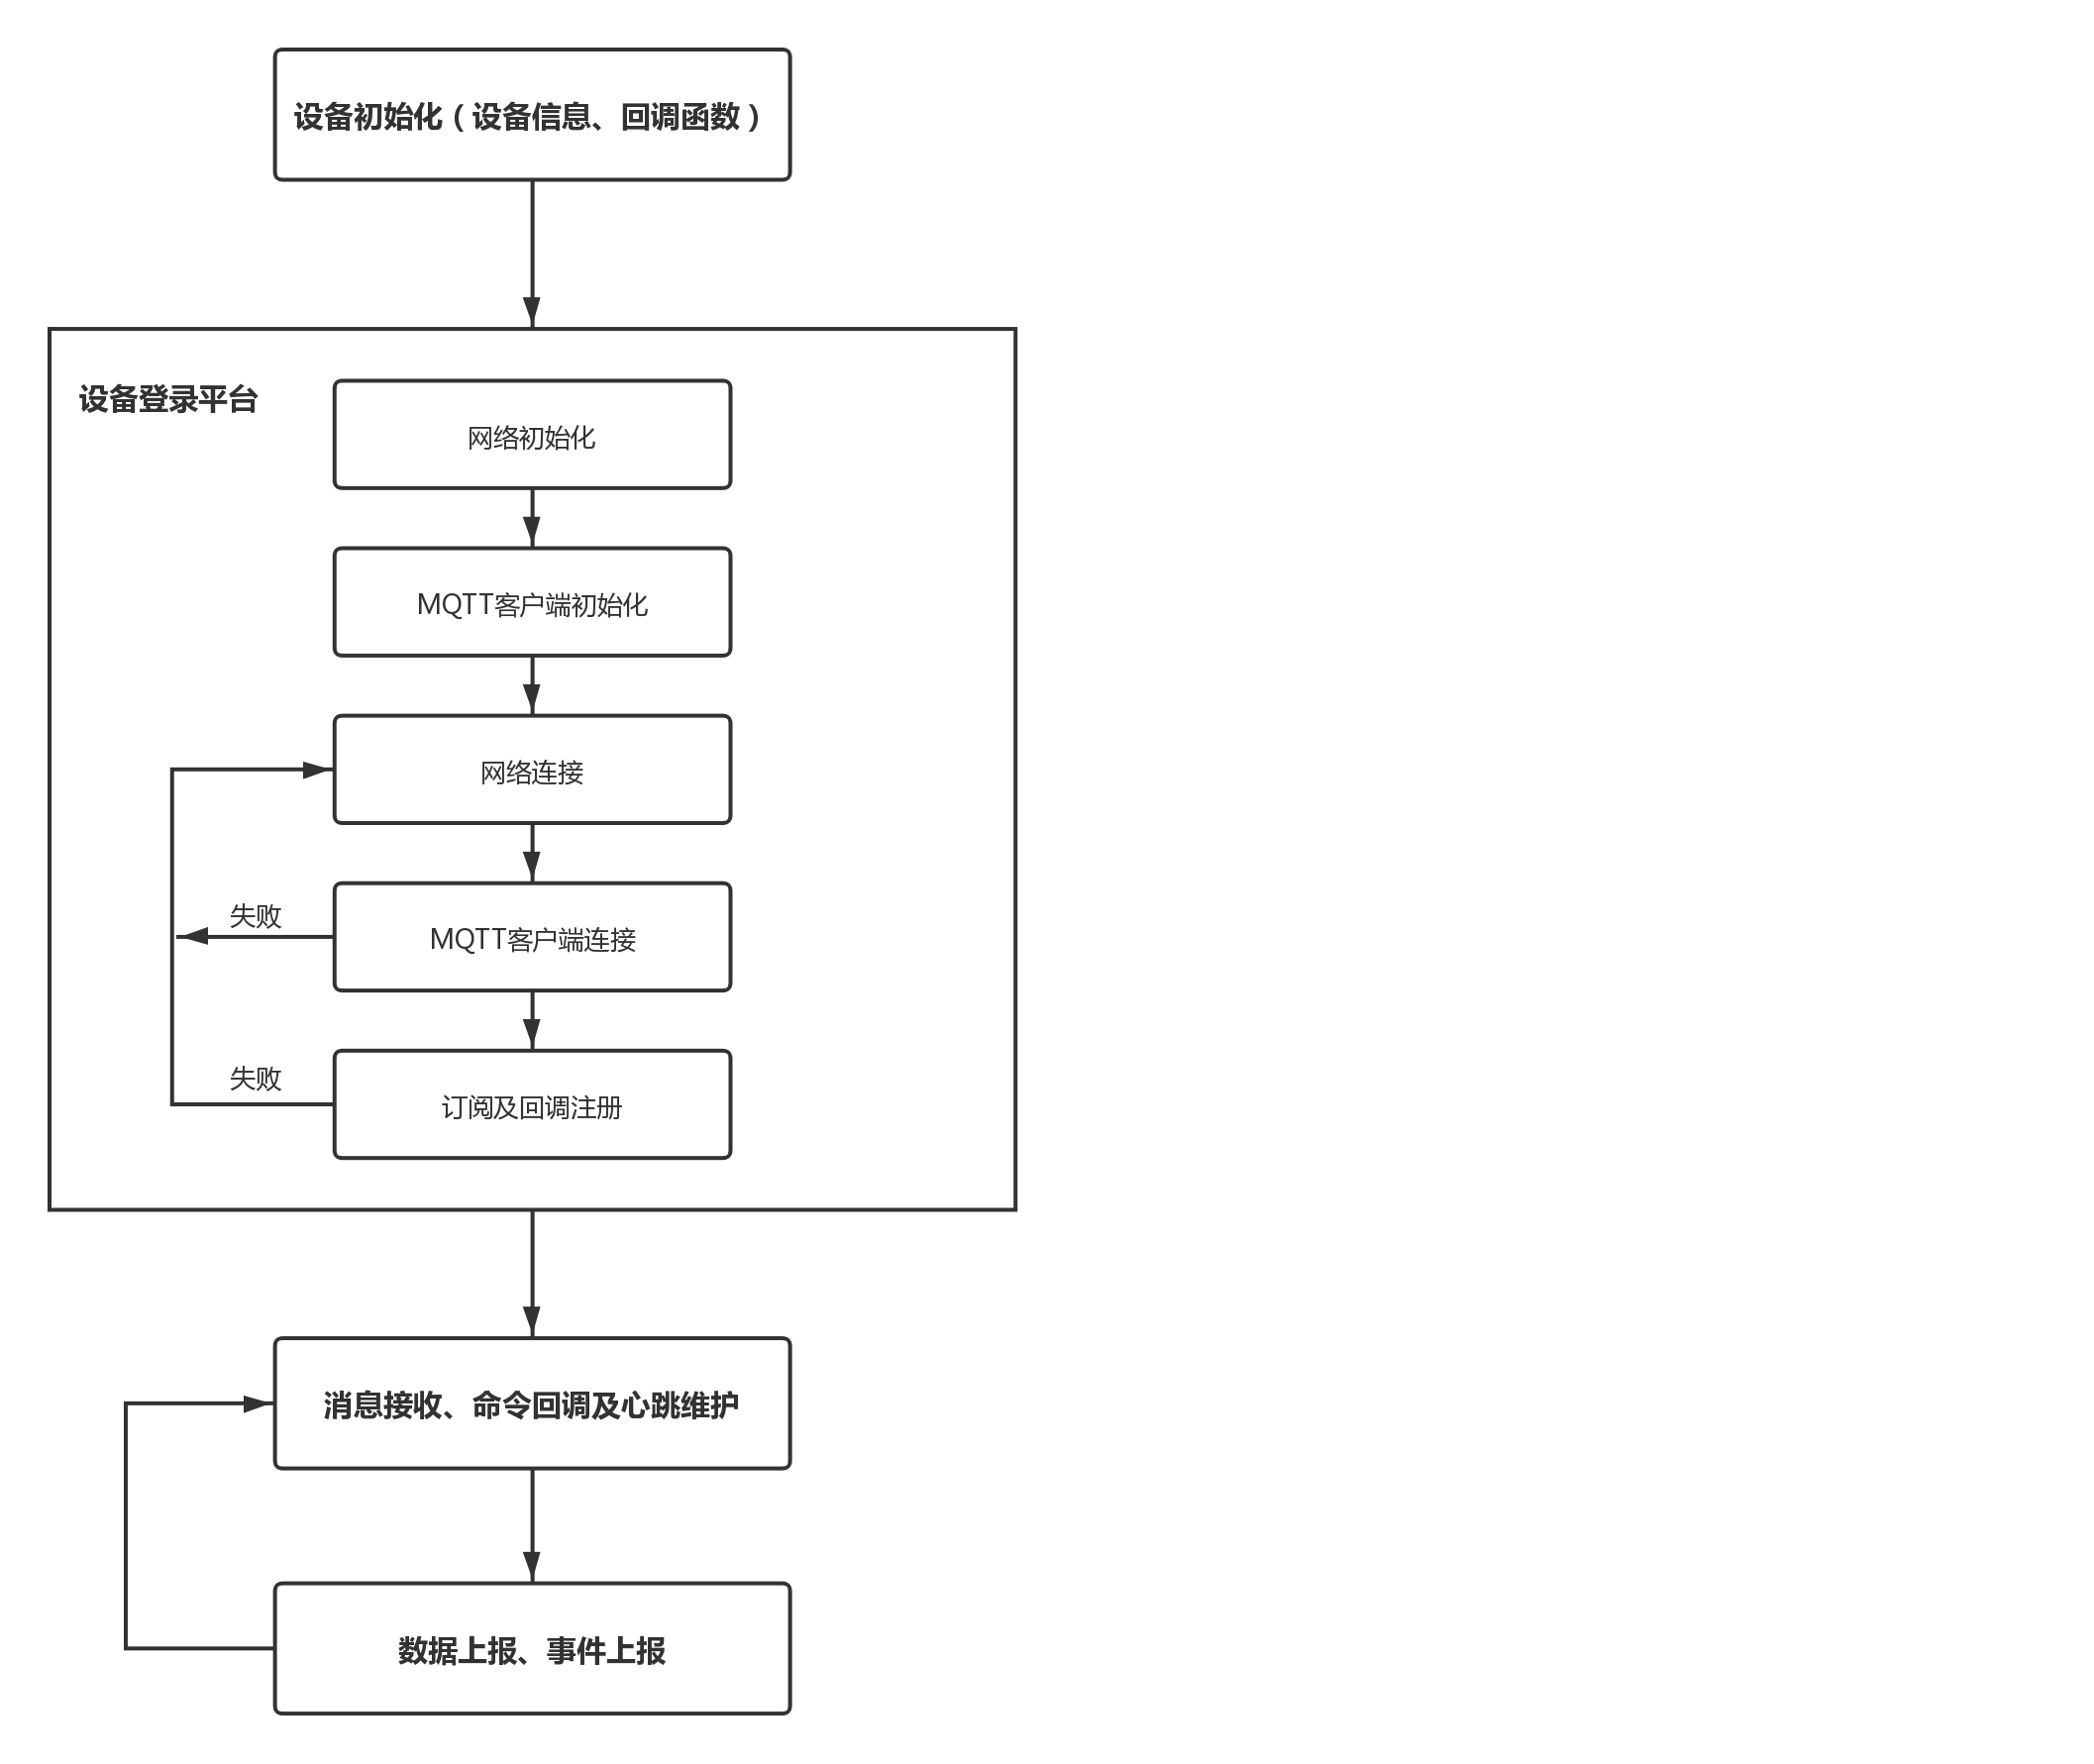 设备初始化（设备信息、回调函数）
设备登录平台
网络初始化
MQTT客户端初始化
网络连接
失败
MQTT客户端连接
失败
订阅及回调注册
消息接收、命令回调及心跳维护
数据上报、事件上报